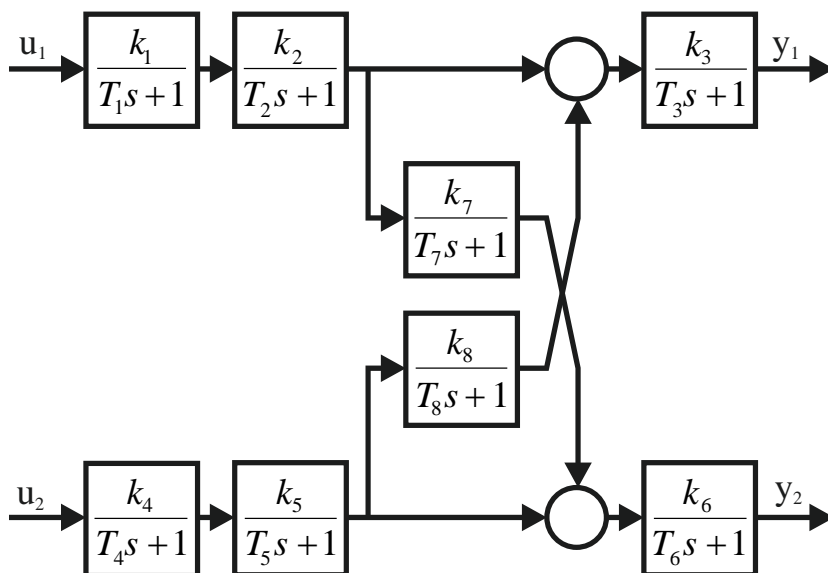 u₁
k₁
T₁s + 1
k₂
T₂s + 1
k₃
T₃s + 1
y₁
k₇
T₇s + 1
k₈
T₈s + 1
u₂
k₄
T₄s + 1
k₅
T₅s + 1
k₆
T₆s + 1
y₂